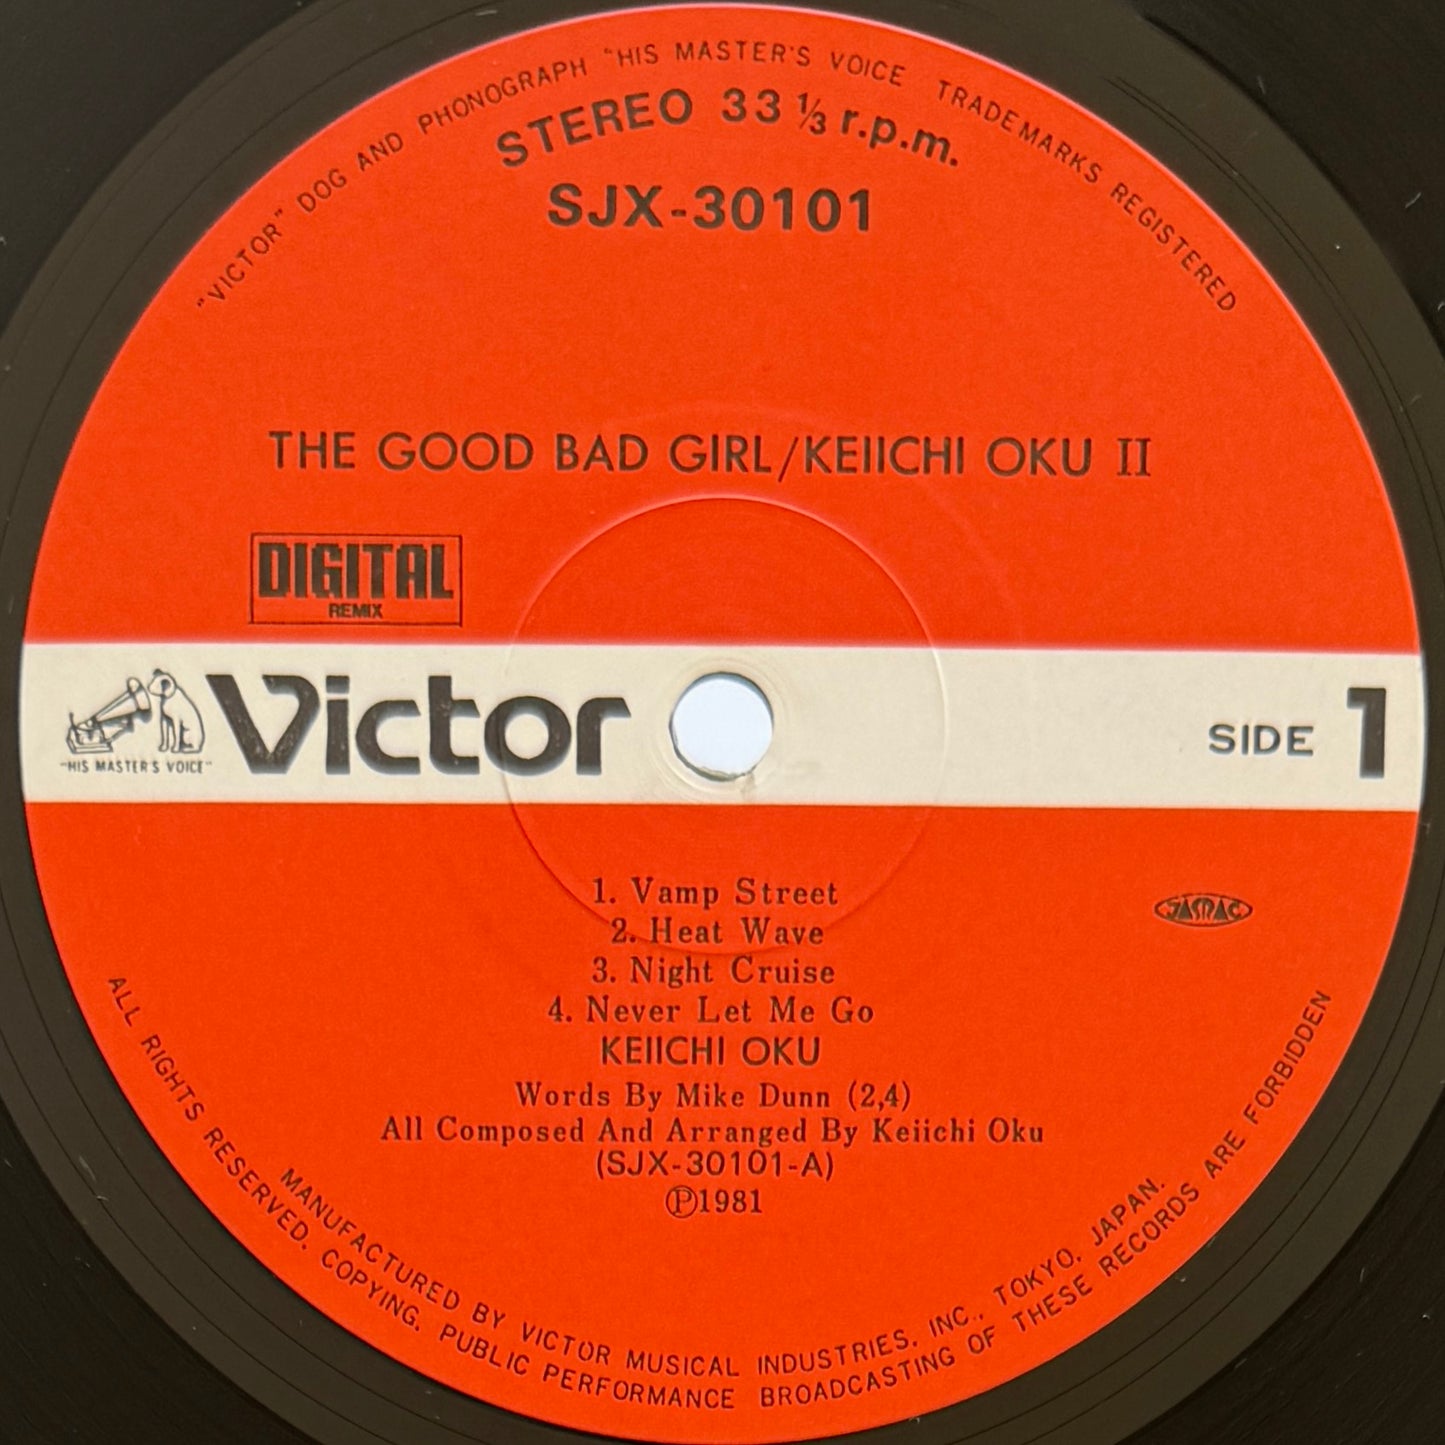 "VICTOR" DOG AND PHONOGRAPH "HIS MASTER'S VOICE TRADEMARKS REGISTERED
STEREO 33 ⅓ r.p.m.
SJX-30101
THE GOOD BAD GIRL/KEIICHI OKU II
DIGITAL
REMIX
Victor
"HIS MASTER'S VOICE"
SIDE 1
1. Vamp Street
2. Heat Wave
3. Night Cruise
4. Never Let Me Go
JASRAC
KEIICHI OKU
Words By Mike Dunn (2,4)
All Composed And Arranged By Keiichi Oku
(SJX-30101-A)
Ⓟ1981
MANUFACTURED BY VICTOR MUSICAL INDUSTRIES, INC., TOKYO, JAPAN.
ALL RIGHTS RESERVED. COPYING. PUBLIC PERFORMANCE BROADCASTING OF THESE RECORDS ARE FORBIDDEN